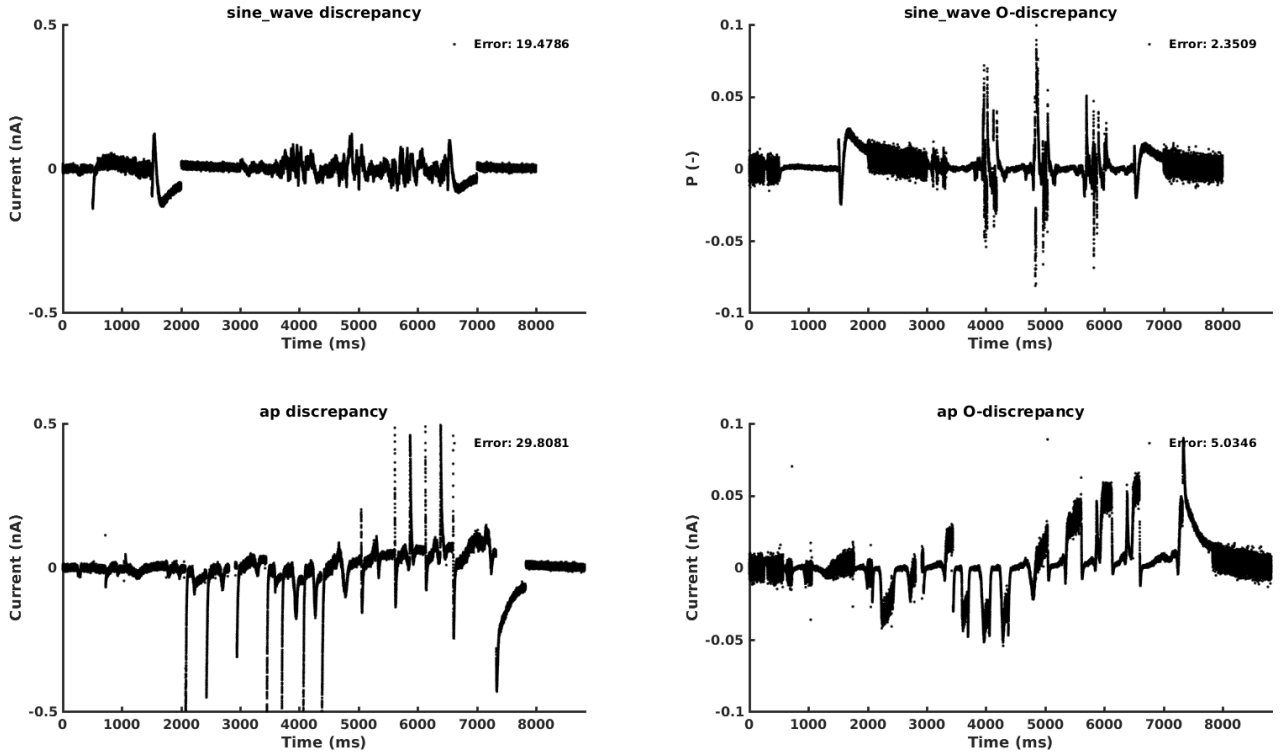 sine_wave discrepancy
0.5
0
-0.5
Current (nA)
Error: 19.4786
0 1000 2000 3000 4000 5000 6000 7000 8000
Time (ms)
sine_wave O-discrepancy
0.1
0.05
0
-0.05
-0.1
P (-)
Error: 2.3509
0 1000 2000 3000 4000 5000 6000 7000 8000
Time (ms)
ap discrepancy
0.5
0
-0.5
Current (nA)
Error: 29.8081
0 1000 2000 3000 4000 5000 6000 7000 8000
Time (ms)
ap O-discrepancy
0.1
0.05
0
-0.05
-0.1
Current (nA)
Error: 5.0346
0 1000 2000 3000 4000 5000 6000 7000 8000
Time (ms)